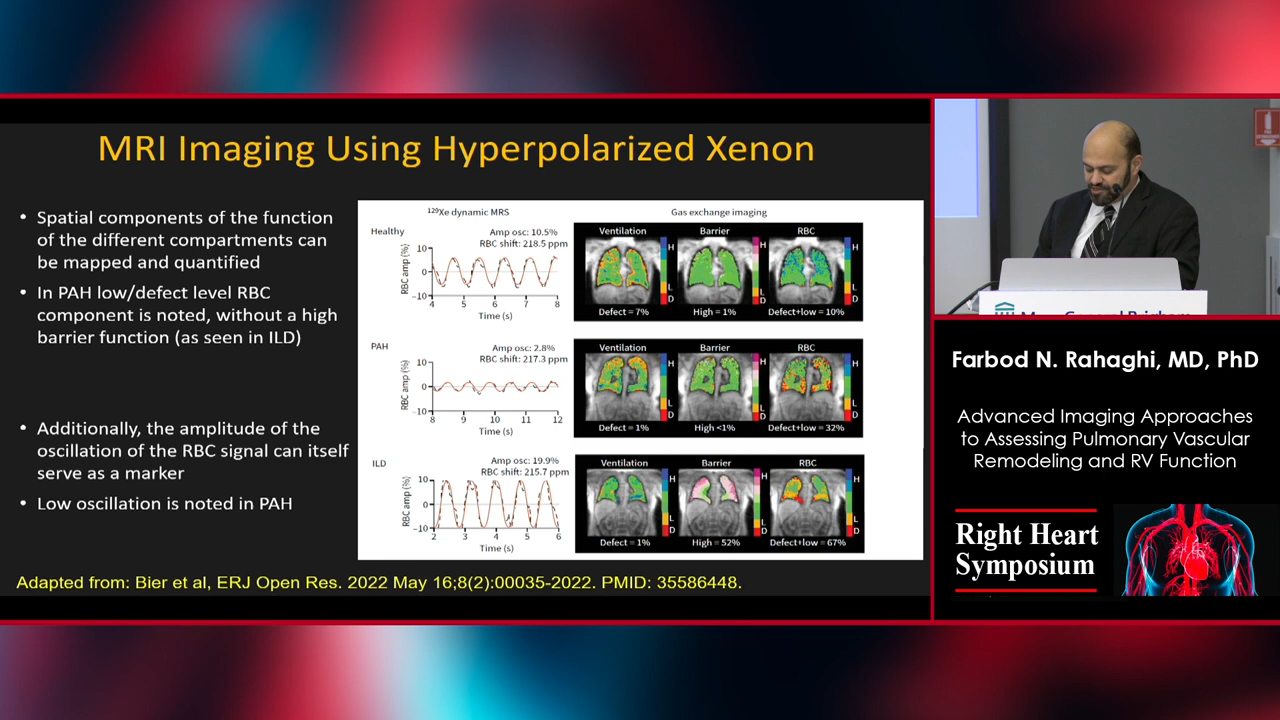 MRI Imaging Using Hyperpolarized Xenon
• Spatial components of the function
of the different compartments can
be mapped and quantified
• In PAH low/defect level RBC
component is noted, without a high
barrier function (as seen in ILD)
• Additionally, the amplitude of the
oscillation of the RBC signal can itself
serve as a marker
• Low oscillation is noted in PAH
129Xe dynamic MRS
Gas exchange imaging
Healthy
Amp osc: 10.5%
RBC shift: 218.5 ppm
RBC amp (%)
10
0
−10
4 5 6 7 8
Time (s)
Ventilation Barrier RBC
H H H
L L
D D
Defect = 7% High = 1% Defect+low = 10%
PAH
Amp osc: 2.8%
RBC shift: 217.3 ppm
RBC amp (%)
10
0
−10
8 9 10 11 12
Time (s)
Ventilation Barrier RBC
H H H
L L L
D D D
Defect = 1% High <1% Defect+low = 32%
ILD
Amp osc: 19.9%
RBC shift: 215.7 ppm
RBC amp (%)
10
0
−10
2 3 4 5 6
Time (s)
Ventilation Barrier RBC
H H H
L L L
D D D
Defect = 1% High = 52% Defect+low = 67%
Adapted from: Bier et al, ERJ Open Res. 2022 May 16;8(2):00035-2022. PMID: 35586448.
Farbod N. Rahaghi, MD, PhD
Advanced Imaging Approaches
to Assessing Pulmonary Vascular
Remodeling and RV Function
Right Heart
Symposium